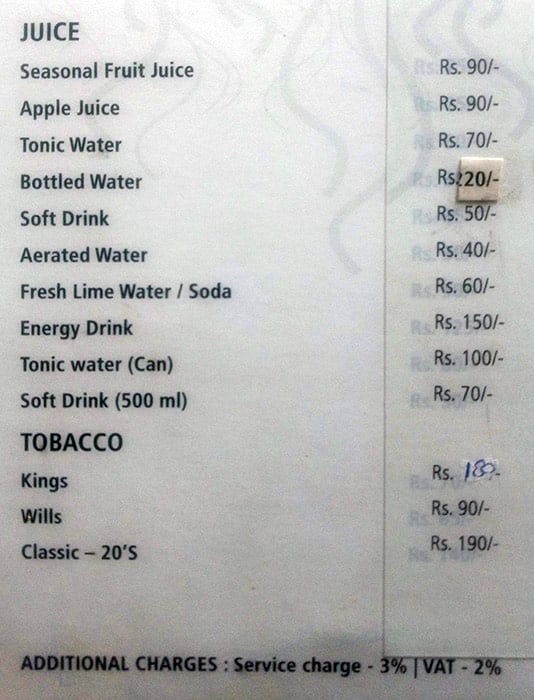 JUICE
Seasonal Fruit Juice Rs. 90/-
Apple Juice Rs. 90/-
Tonic Water Rs. 70/-
Bottled Water Rs 20/-
Soft Drink Rs. 50/-
Aerated Water Rs. 40/-
Fresh Lime Water / Soda Rs. 60/-
Energy Drink Rs. 150/-
Tonic water (Can) Rs. 100/-
Soft Drink (500 ml) Rs. 70/-
TOBACCO
Kings Rs. 180/-
Wills Rs. 90/-
Classic – 20'S Rs. 190/-
ADDITIONAL CHARGES : Service charge - 3% | VAT - 2%